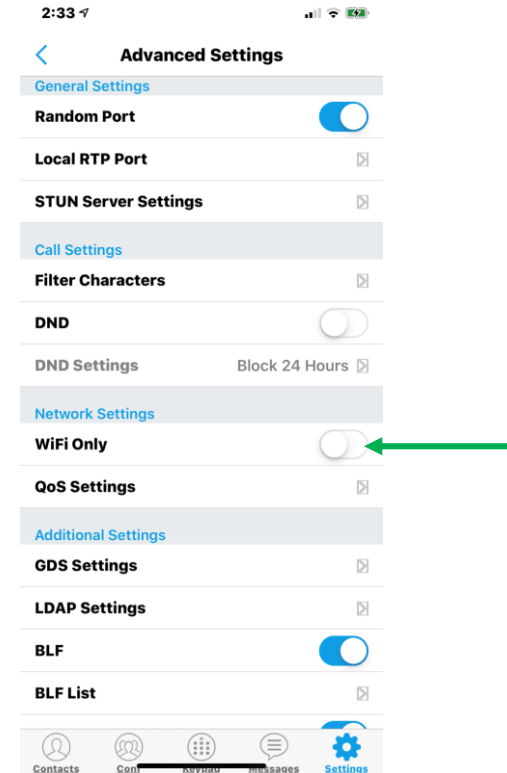 2:33
Advanced Settings
General Settings
Random Port
Local RTP Port
STUN Server Settings
Call Settings
Filter Characters
DND
DND Settings Block 24 Hours
Network Settings
WiFi Only
QoS Settings
Additional Settings
GDS Settings
LDAP Settings
BLF
BLF List
Contacts Conf Keypad Messages Settings